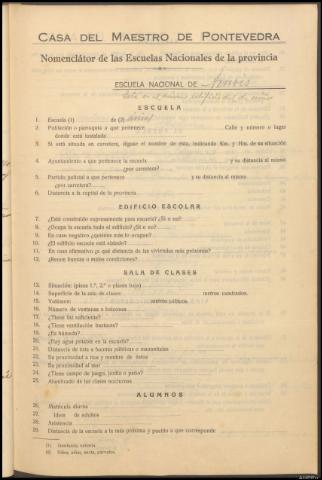 CASA DEL MAESTRO DE PONTEVEDRA
Nomenclátor de las Escuelas Nacionales de la provincia
ESCUELA NACIONAL DE
ESCUELA
1. Escuela (1) de (2) niñas
2. Población o parroquia a que pertenece Calle y número o lugar
donde está instalada
3. Si está situada en carretera, dígase el nombre de ésta, indicando Km. y Hm. de su situación
4. Ayuntamiento a que pertenece la escuela y su distancia al mismo
(por carretera)
5. Partido judicial a que pertenece y su distancia al mismo
(por carretera)
6. Distancia a la capital de la provincia
EDIFICIO ESCOLAR
7. ¿Está construído expresamente para escuela? ¿Sí o no?
8. ¿Ocupa la escuela todo el edificio? ¿Sí o no?
9. En caso negativo ¿quiénes más lo ocupan?
10. ¿El edificio escuela está aislado?
11. En caso afirmativo ¿a qué distancia de las viviendas más próximas?
12. ¿Reune buenas o malas condiciones?
SALA DE CLASES
13. Situación: (pisos 1.º, 2.º o planta baja)
14. Superficie de la sala de clases metros cuadrados.
15. Volúmen metros cúbicos.
16. Número de ventanas o balcones
17. ¿Tiene luz suficiente?
18. ¿Tiene ventilación bastante?
19. ¿Es húmeda?
20. ¿Hay agua potable en la escuela?
21. Distancia de ésta a fuentes públicas o manantiales
22. Su proximidad a ríos y nombre de éstos
23. Su proximidad al mar
24. ¿Tiene campo de juego, jardín o patio?
25. Alumbrado de las clases nocturnas
ALUMNOS
26. Matrícula diaria
27. Idem de adultos
28. Asistencia
29. Distancia de la escuela a la más próxima y pueblo a que corresponde
(1) Graduada, unitaria.
(2) Niños, niñas, mixta, párvulos.